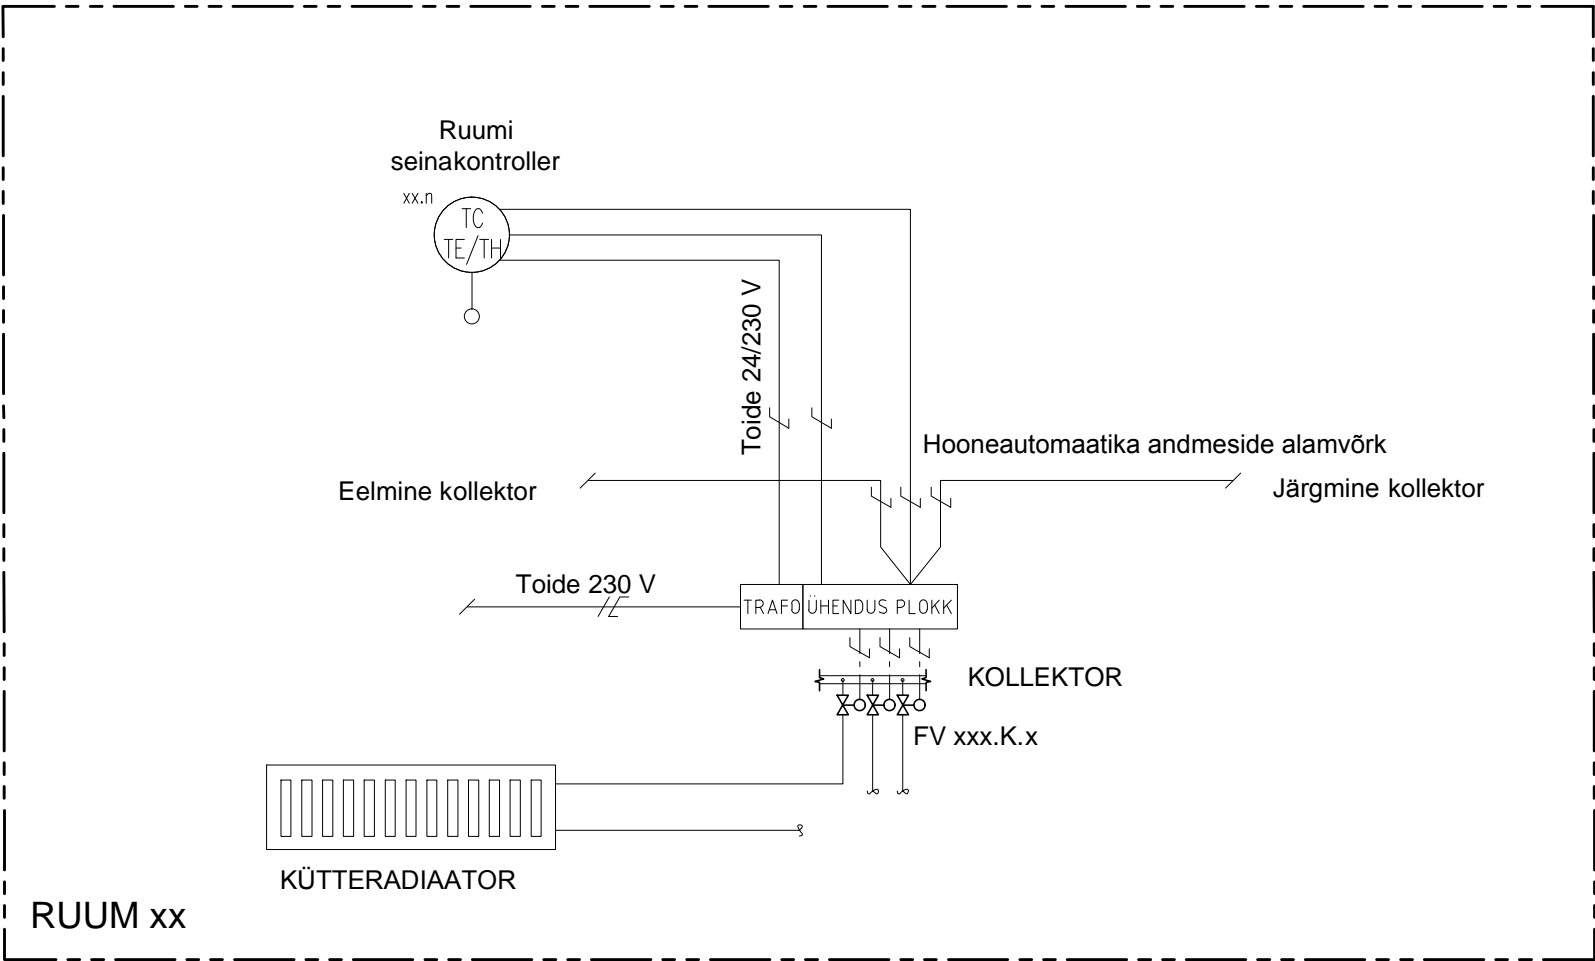 Ruumi
seinakontroller
xx.n
TC
TE/TH
Toide 24/230 V
Hooneautomaatika andmeside alamvõrk
Eelmine kollektor
Järgmine kollektor
Toide 230 V
TRAFO
ÜHENDUS PLOKK
KOLLEKTOR
FV xxx.K.x
KÜTTERADIAATOR
RUUM xx